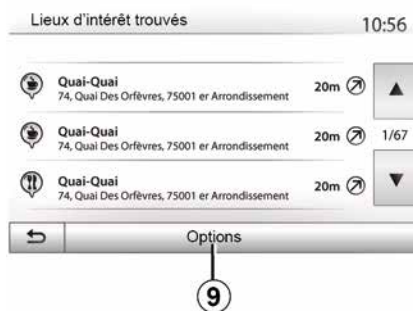 Lieux d'intérêt trouvés 10:56
Quai-Quai
74, Quai Des Orfèvres, 75001 er Arrondissement 20m
Quai-Quai
74, Quai Des Orfèvres, 75001 er Arrondissement 20m 1/67
Quai-Quai
74, Quai Des Orfèvres, 75001 er Arrondissement 20m
Options
9